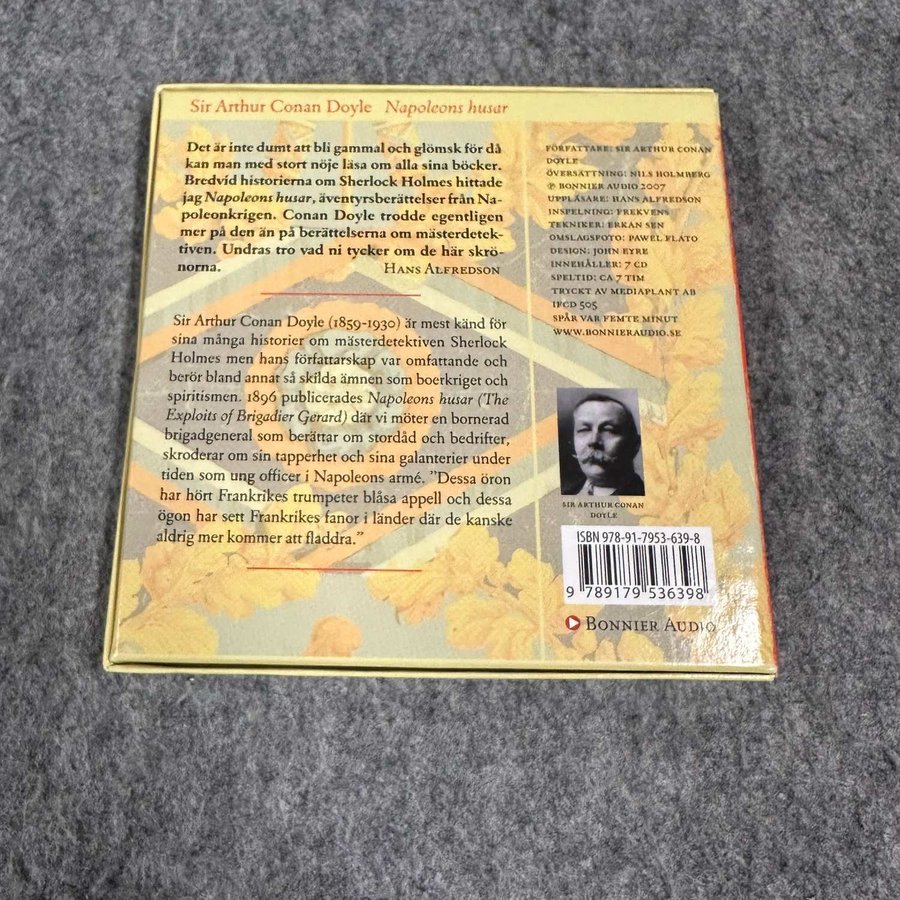 Sir Arthur Conan Doyle Napoleons husar
Det är inte dumt att bli gammal och glömsk för då
kan man med stort nöje läsa om alla sina böcker.
Bredvid historierna om Sherlock Holmes hittade
jag Napoleons husar, äventyrsberättelser från Na-
poleonkrigen. Conan Doyle trodde egentligen
mer på den än på berättelserna om mästerdetek-
tiven. Undras tro vad ni tycker om de här skrö-
norna. Hans Alfredson
Sir Arthur Conan Doyle (1859-1930) är mest känd för
sina många historier om mästerdetektiven Sherlock
Holmes men hans författarskap var omfattande och
berör bland annat så skilda ämnen som boerkriget och
spiritismen. 1896 publicerades Napoleons husar (The
Exploits of Brigadier Gerard) där vi möter en bornerad
brigadgeneral som berättar om stordåd och bedrifter,
skroderar om sin tapperhet och sina galanterier under
tiden som ung officer i Napoleons armé. ”Dessa öron
har hört Frankrikes trumpeter blåsa appell och dessa
ögon har sett Frankrikes fanor i länder där de kanske
aldrig mer kommer att fladdra.”
FÖRFATTARE: SIR ARTHUR CONAN
DOYLE
ÖVERSÄTTNING: NILS HOLMBERG
℗ BONNIER AUDIO 2007
UPPLÄSARE: HANS ALFREDSON
INSPELNING: FREKVENS
TEKNIKER: ERKAN SEN
OMSLAGSFOTO: PAWEL FLATO
DESIGN: JOHN EYRE
INNEHÅLLER: 7 CD
SPELTID: CA 7 TIM
TRYCKT AV MEDIAPLANT AB
IFCD 505
SPÅR VAR FEMTE MINUT
WWW.BONNIERAUDIO.SE
SIR ARTHUR CONAN
DOYLE
ISBN 978-91-7953-639-8
9 789179 536398
BONNIER AUDIO